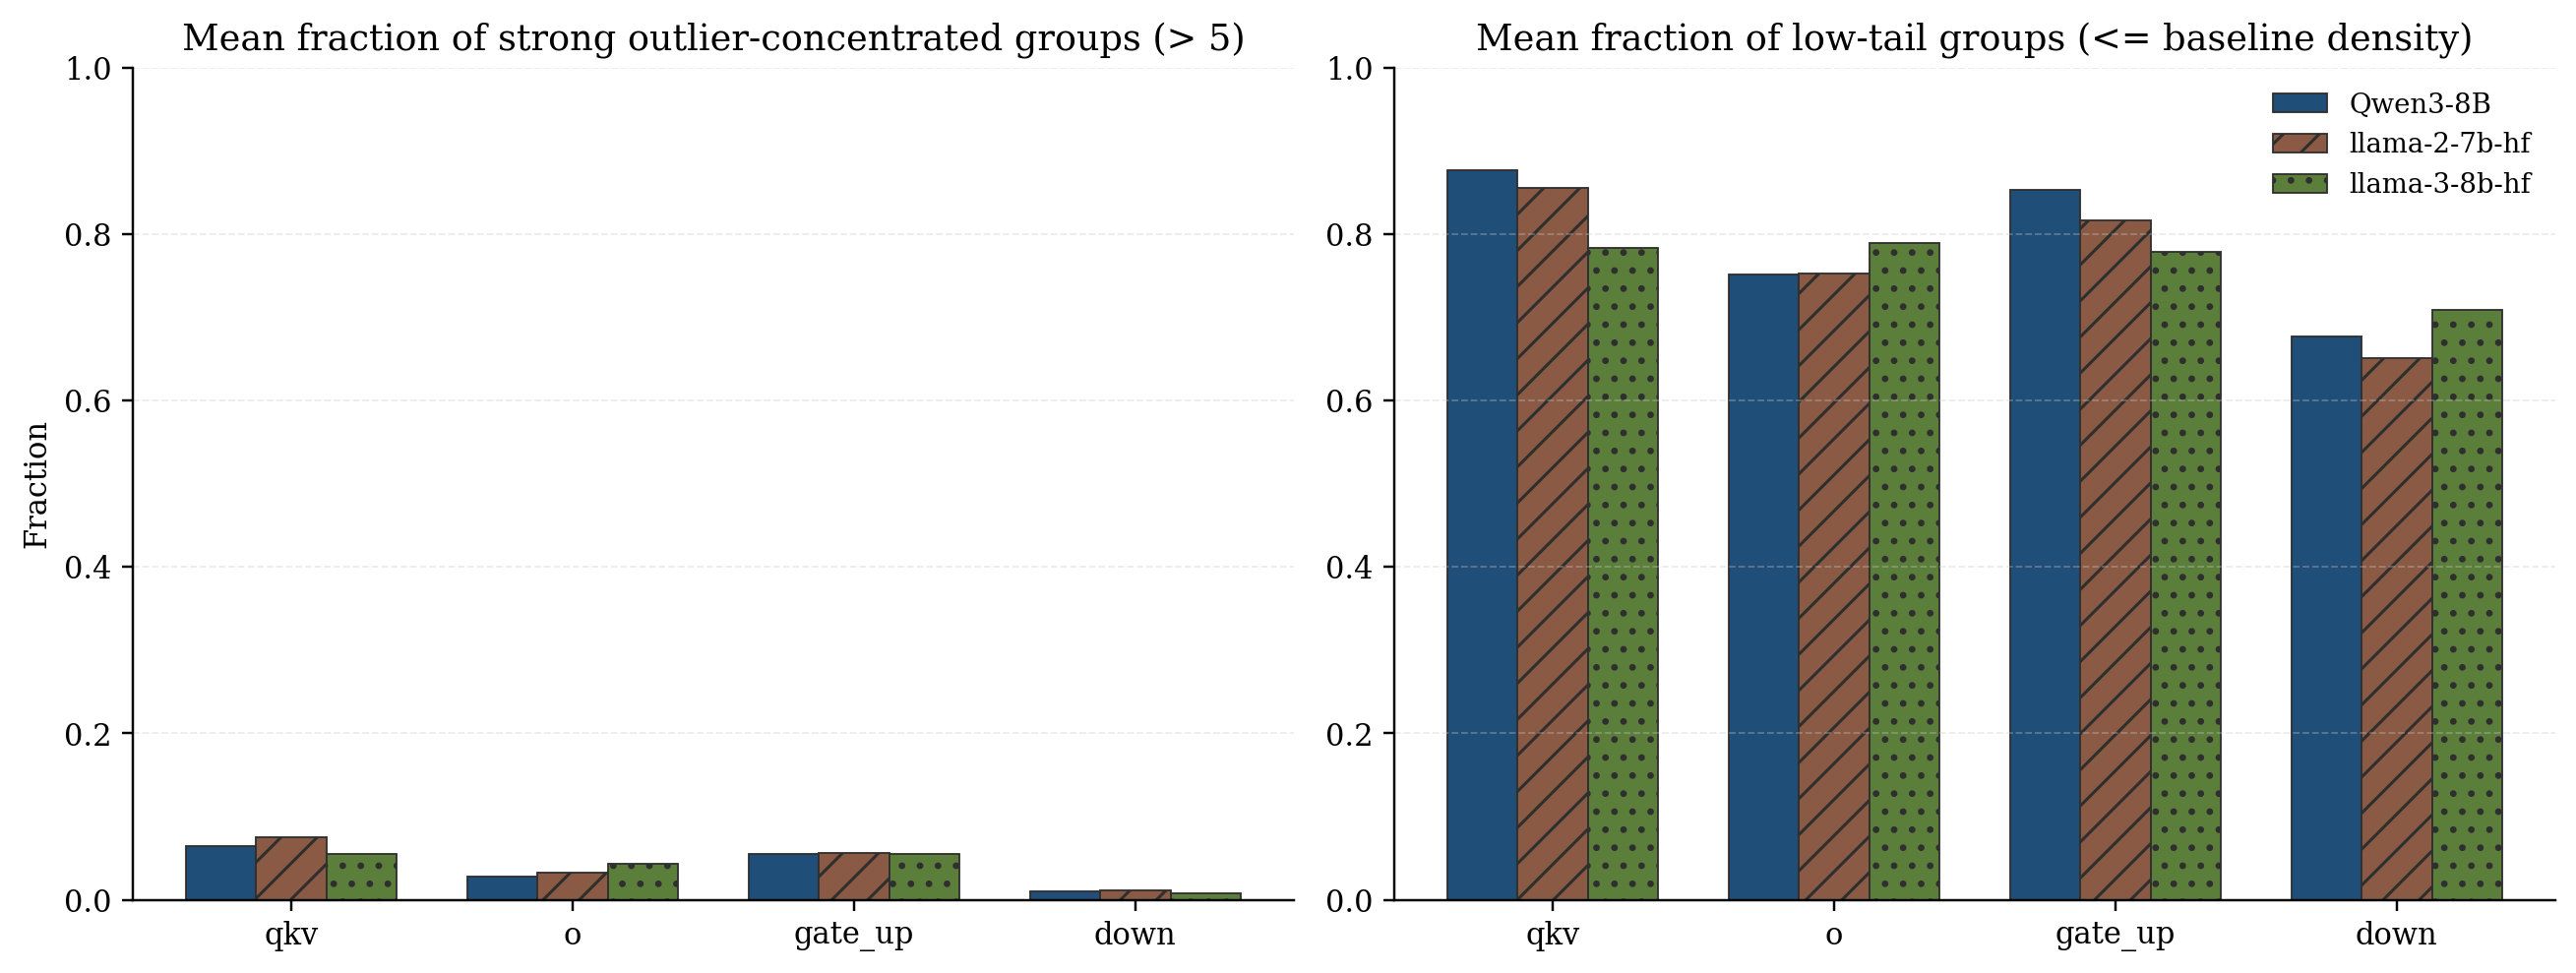 Mean fraction of strong outlier-concentrated groups (> 5)
1.0
0.8
0.6
0.4
0.2
0.0
Fraction
qkv
o
gate_up
down
Mean fraction of low-tail groups (<= baseline density)
1.0
0.8
0.6
0.4
0.2
0.0
Qwen3-8B
llama-2-7b-hf
llama-3-8b-hf
qkv
o
gate_up
down